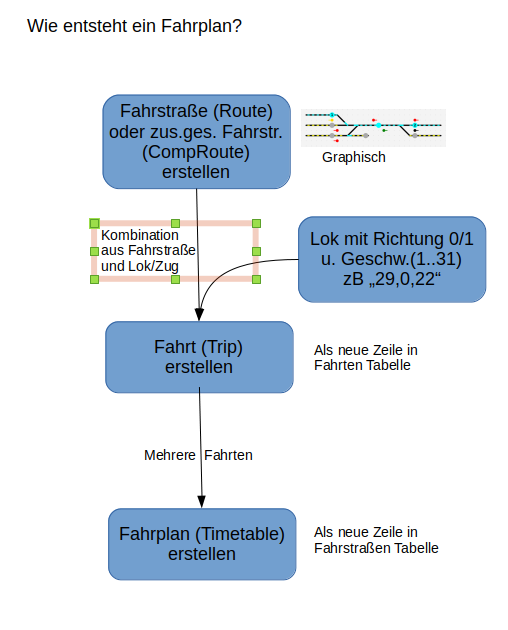 Wie entsteht ein Fahrplan?
Fahrstraße (Route)
oder zus.ges. Fahrstr.
(CompRoute)
erstellen
Graphisch
Kombination
aus Fahrstraße
und Lok/Zug
Lok mit Richtung 0/1
u. Geschw.(1..31)
zB „29,0,22“
Fahrt (Trip)
erstellen
Als neue Zeile in
Fahrten Tabelle
Mehrere Fahrten
Fahrplan (Timetable)
erstellen
Als neue Zeile in
Fahrstraßen Tabelle